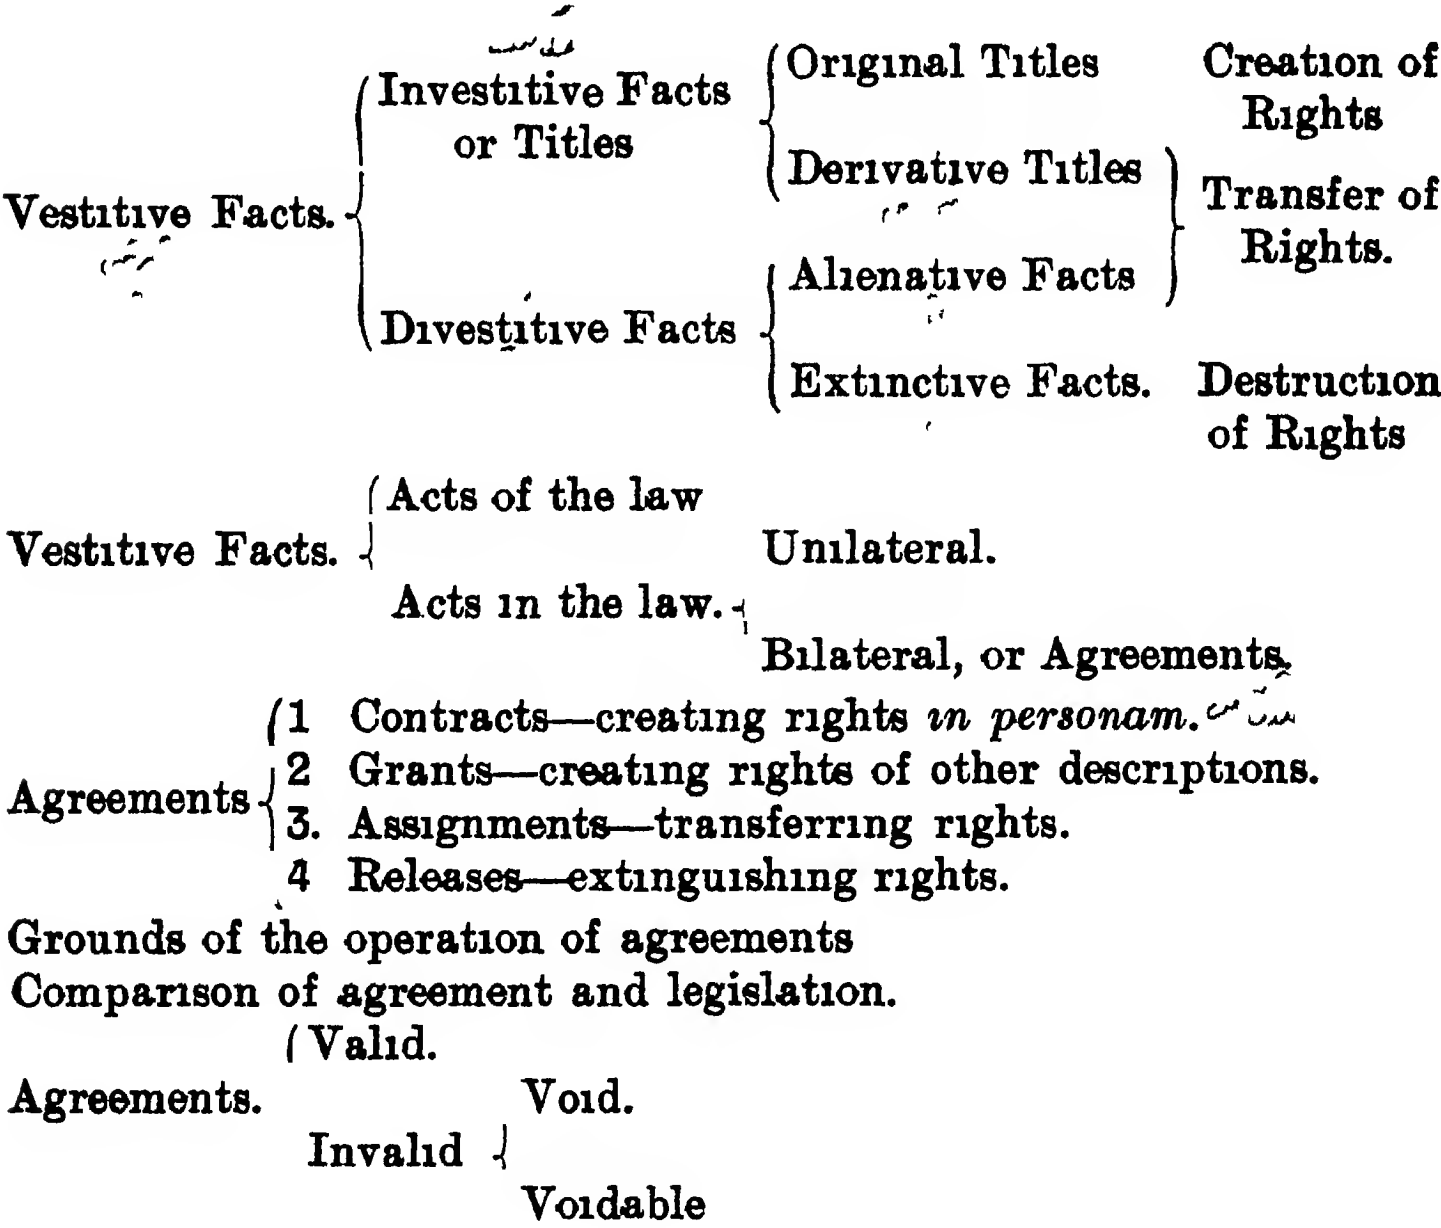 Original Titles Creation of
Investitive Facts
Rights
or Titles
Derivative Titles
Transfer of
Vestitive Facts.
Rights.
Alienative Facts
Divestitive Facts
Extinctive Facts. Destruction
of Rights
Acts of the law
Vestitive Facts. Unilateral.
Acts in the law.
Bilateral, or Agreements.
1 Contracts—creating rights in personam.
2 Grants—creating rights of other descriptions.
Agreements
3. Assignments—transferring rights.
4 Releases—extinguishing rights.
Grounds of the operation of agreements
Comparison of agreement and legislation.
Valid.
Agreements. Void.
Invalid
Voidable